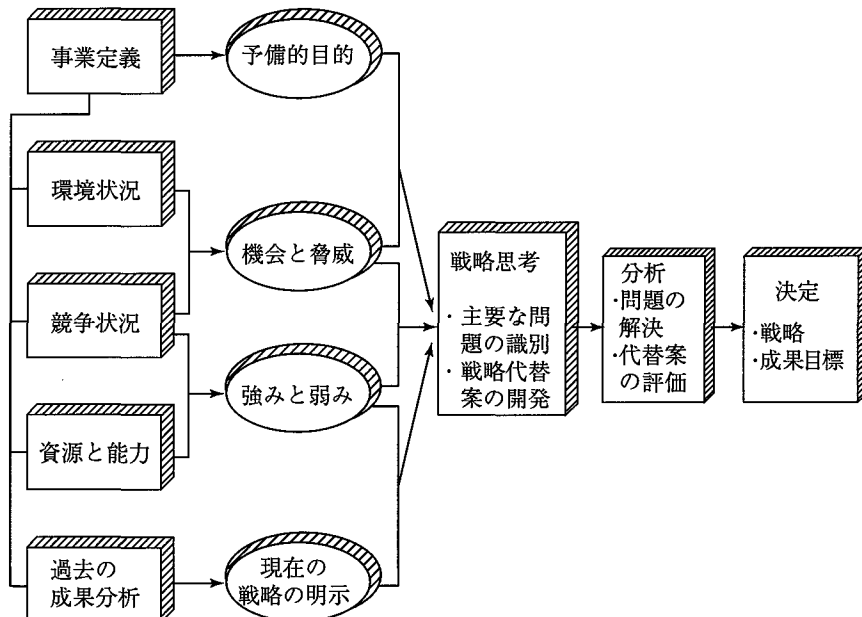 事業定義
予備的目的
環境状況
機会と脅威
競争状況
強みと弱み
資源と能力
過去の
成果分析
現在の
戦略の明示
戦略思考
・主要な問
題の識別
・戦略代替
案の開発
分析
・問題の
解決
・代替案
の評価
決定
・戦略
・成果目標